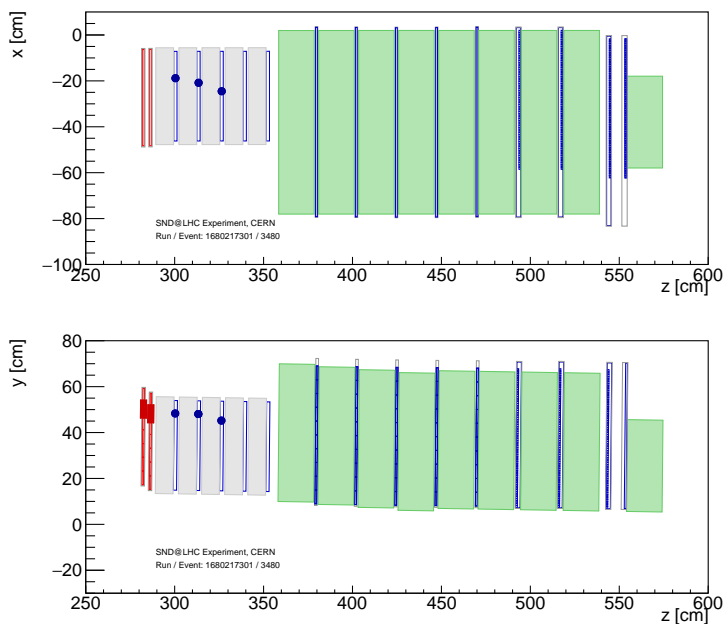 x [cm]
0
−20
−40
−60
−80
−100
SND@LHC Experiment, CERN
Run / Event: 1680217301 / 3480
250 300 350 400 450 500 550 600
z [cm]
y [cm]
80
60
40
20
0
−20
SND@LHC Experiment, CERN
Run / Event: 1680217301 / 3480
250 300 350 400 450 500 550 600
z [cm]